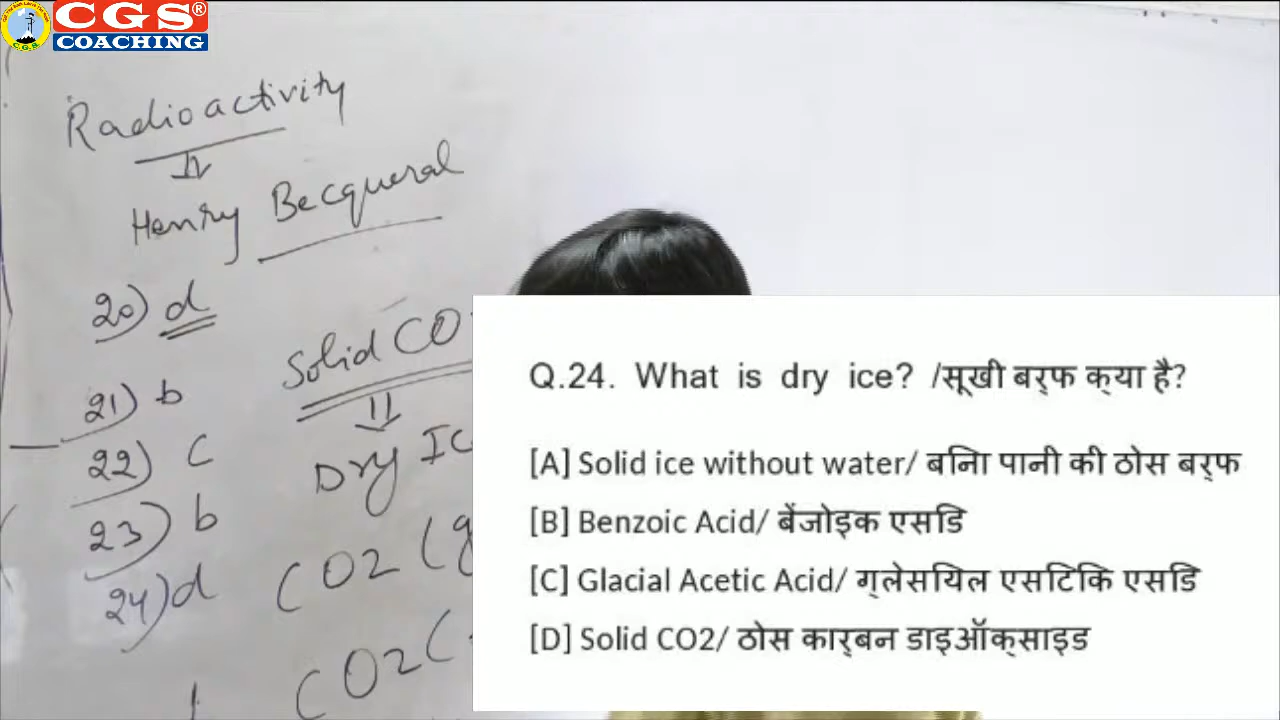 CGS®
COACHING
C.G.S
Radioactivity
Henry Becqueral
20) d
21) b
22) c
23) b
24) d
Solid CO
Dry Ic
CO2 (g
CO2 (
Q.24. What is dry ice? /सूखी बर्फ क्या है?
[A] Solid ice without water/ बिना पानी की ठोस बर्फ
[B] Benzoic Acid/ बेंजोइक एसिड
[C] Glacial Acetic Acid/ ग्लेसियिल एसिटिकि एसिड
[D] Solid CO2/ ठोस कार्बन डाइऑक्साइड